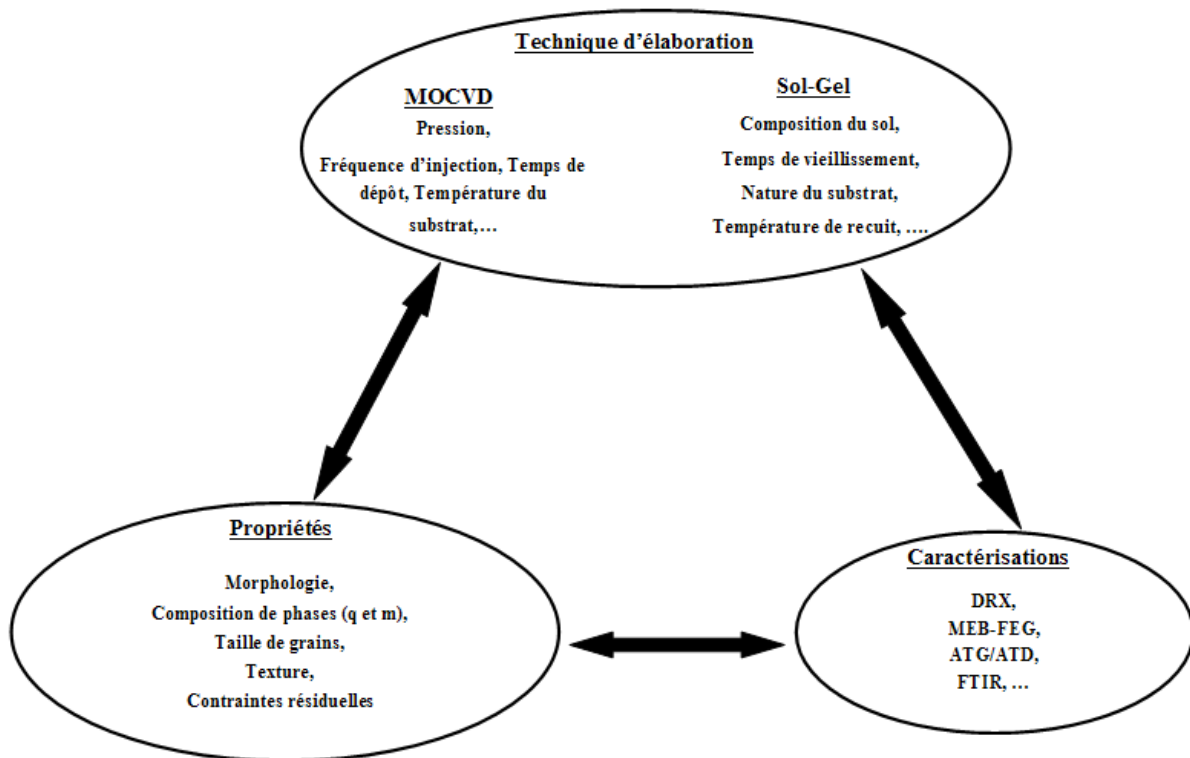 Technique d’élaboration
MOCVD
Pression,
Fréquence d’injection, Temps de
dépôt, Température du
substrat,…
Sol-Gel
Composition du sol,
Temps de vieillissement,
Nature du substrat,
Température de recuit, ….
Propriétés
Morphologie,
Composition de phases (q et m),
Taille de grains,
Texture,
Contraintes résiduelles
Caractérisations
DRX,
MEB-FEG,
ATG/ATD,
FTIR, …